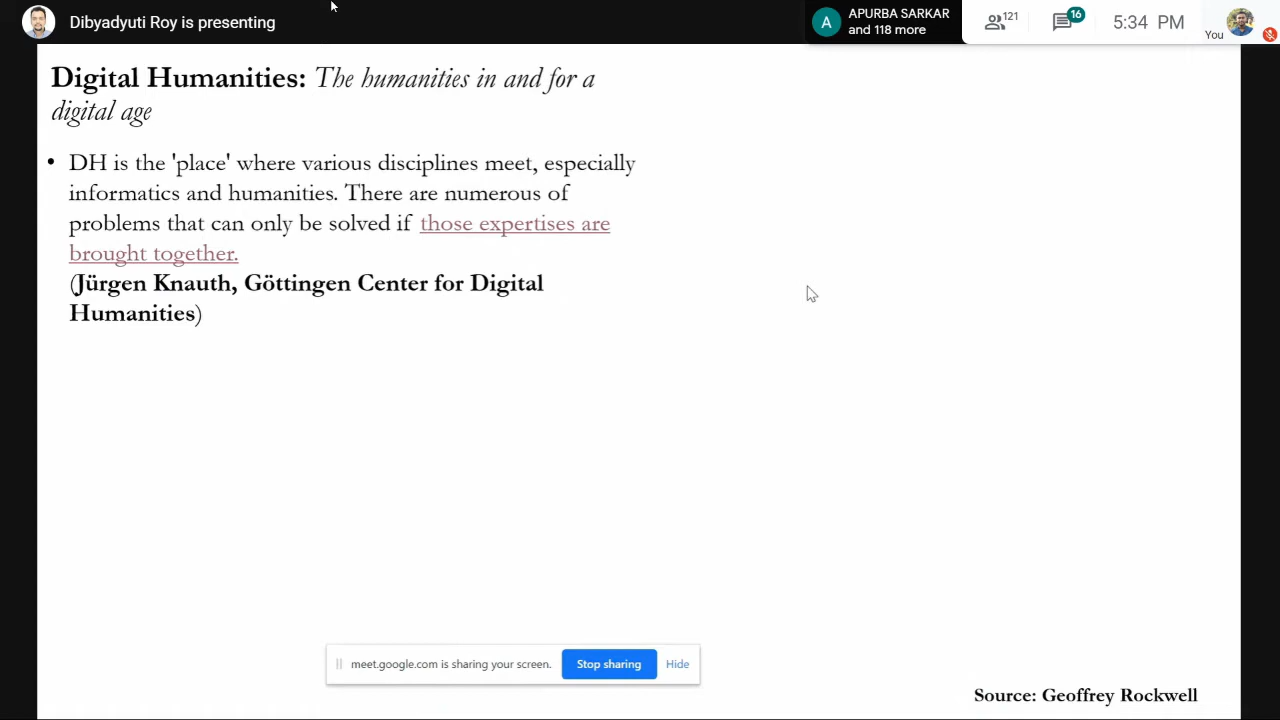 Dibyadyuti Roy is presenting
A
APURBA SARKAR
and 118 more
121
16
5:34 PM
You
Digital Humanities: The humanities in and for a
digital age
• DH is the 'place' where various disciplines meet, especially
informatics and humanities. There are numerous of
problems that can only be solved if those expertises are
brought together.
(Jürgen Knauth, Göttingen Center for Digital
Humanities)
meet.google.com is sharing your screen.
Stop sharing
Hide
Source: Geoffrey Rockwell